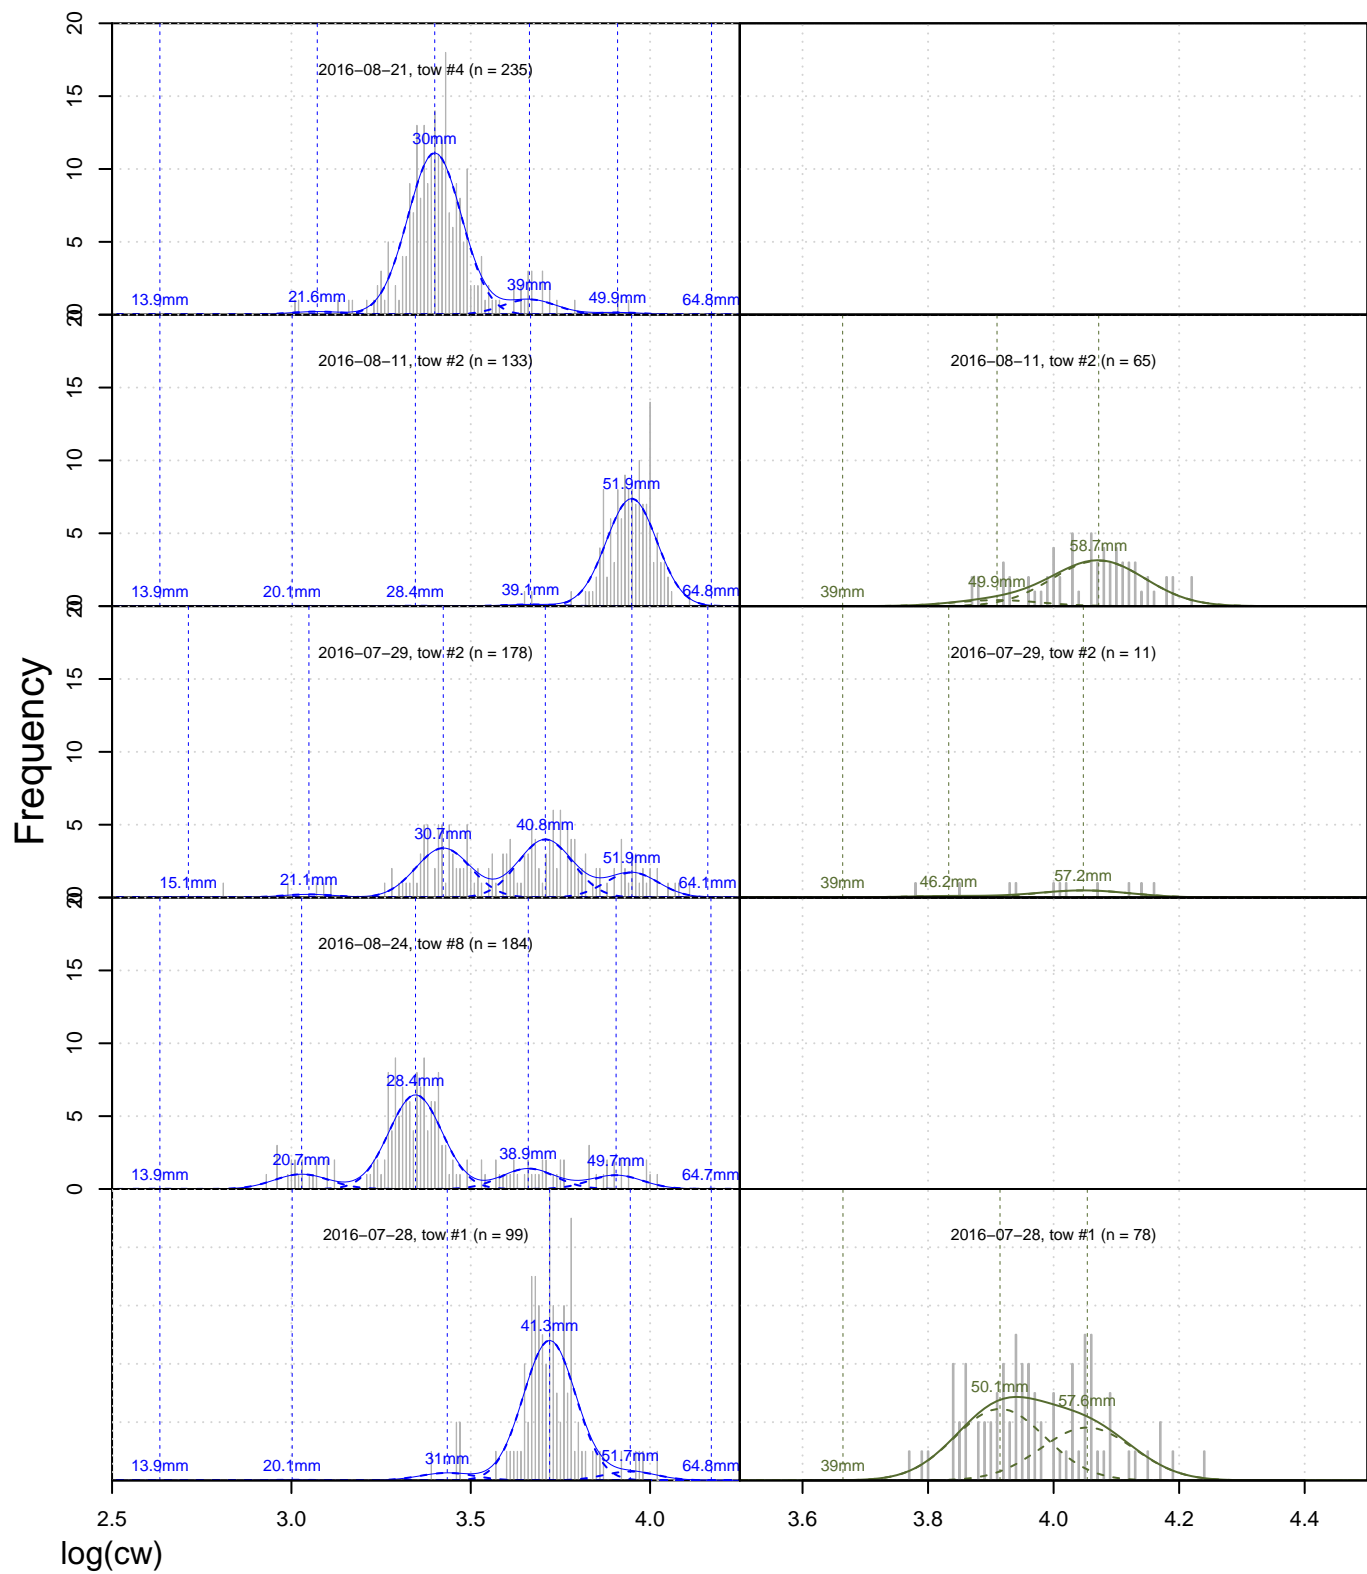 20
2016−08−21, tow #4 (n = 235)
15
30mm
10
5
39mm
13.9mm 21.6mm 49.9mm 64.8mm
0
20
2016−08−11, tow #2 (n = 133) 2016−08−11, tow #2 (n = 65)
15
10
51.9mm
5
58.7mm
49.9mm
13.9mm 20.1mm 28.4mm 39.1mm 64.8mm 39mm
0
20
2016−07−29, tow #2 (n = 178) 2016−07−29, tow #2 (n = 11)
15
10
5
30.7mm 40.8mm
51.9mm
15.1mm 21.1mm 64.1mm 39mm 46.2mm 57.2mm
0
20
2016−08−24, tow #8 (n = 184)
15
10
28.4mm
5
20.7mm 38.9mm 49.7mm
13.9mm 64.7mm
0
2016−07−28, tow #1 (n = 99) 2016−07−28, tow #1 (n = 78)
41.3mm
50.1mm 57.6mm
31mm 51.7mm
13.9mm 20.1mm 64.8mm 39mm
2.5 3.0 3.5 4.0 3.6 3.8 4.0 4.2 4.4
log(cw)
Frequency